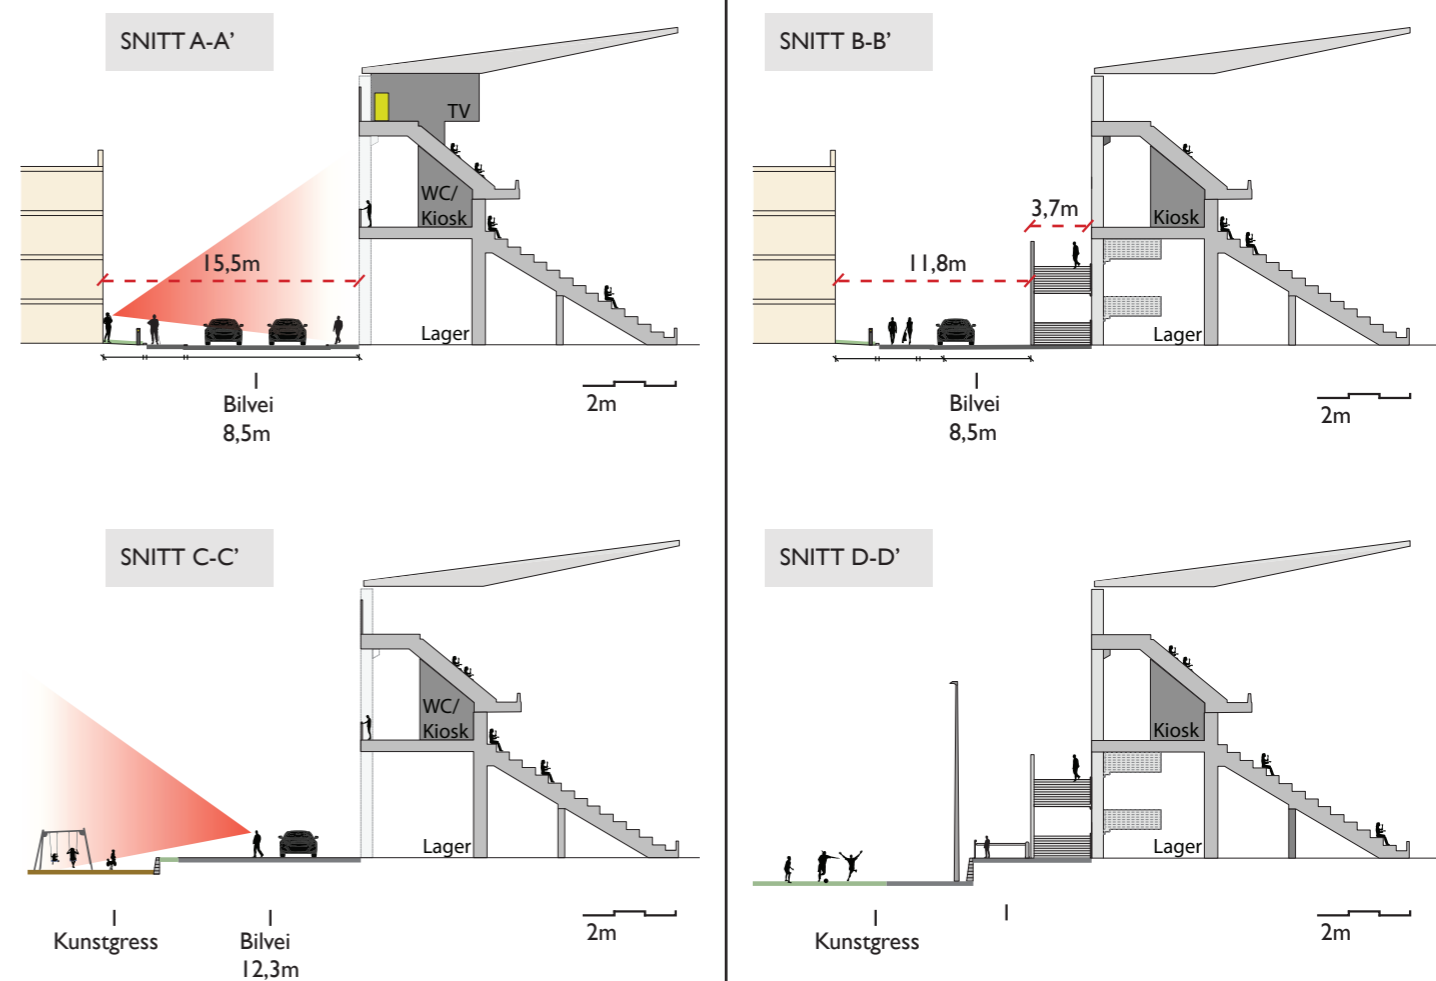 SNITT A-A’
TV
WC/
Kiosk
15,5m
Lager
Bilvei
8,5m
2m
SNITT B-B’
3,7m
Kiosk
11,8m
Lager
Bilvei
8,5m
2m
SNITT C-C’
WC/
Kiosk
Lager
Kunstgress
Bilvei
12,3m
2m
SNITT D-D’
Kiosk
Lager
Kunstgress
2m